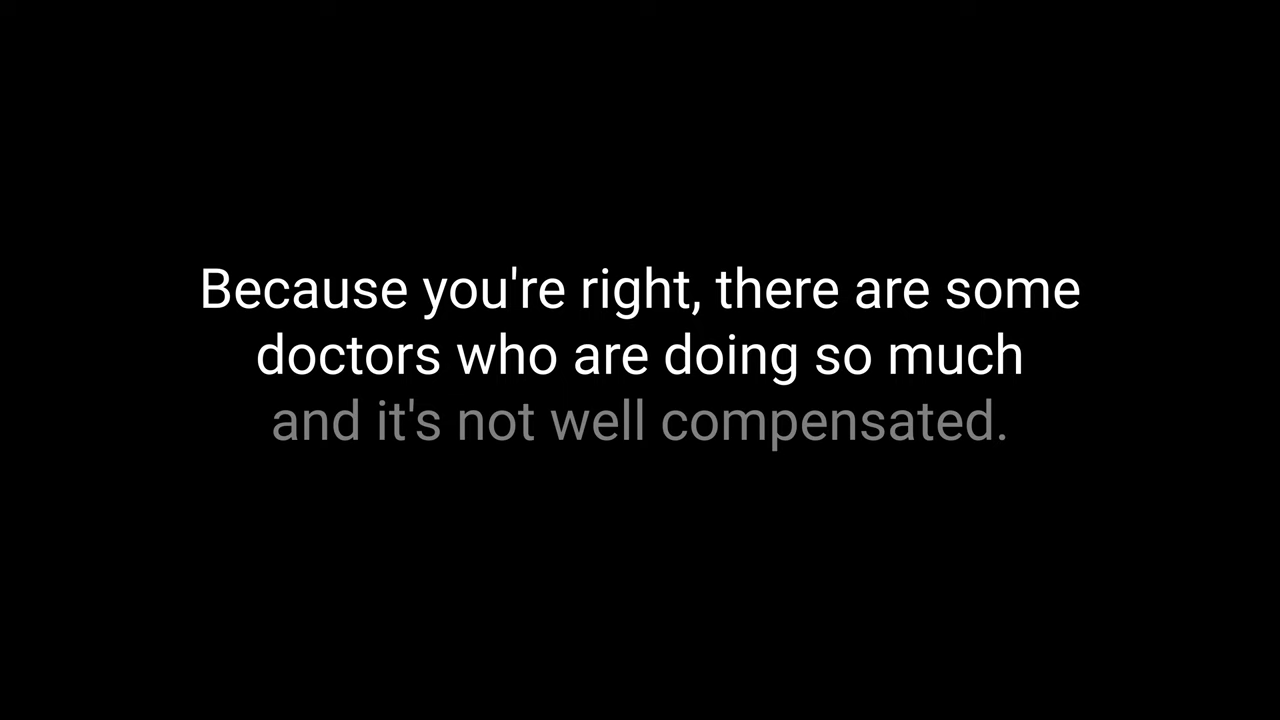 Because you're right, there are some
doctors who are doing so much
and it's not well compensated.